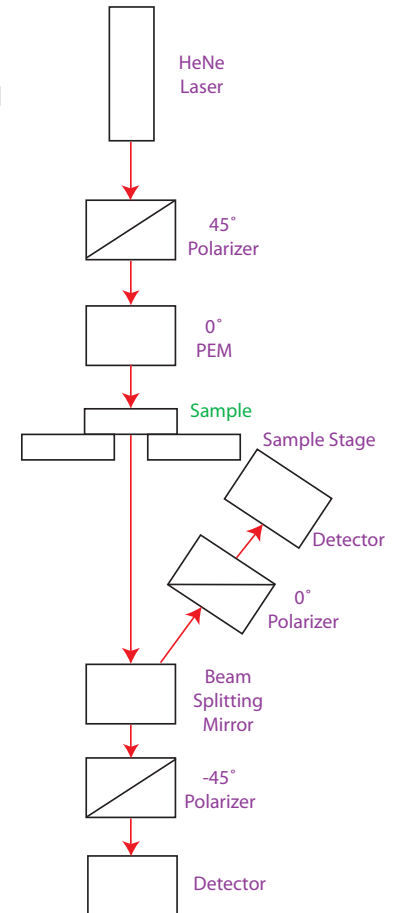 HeNe
Laser
45˚
Polarizer
0˚
PEM
Sample
Sample Stage
Detector
0˚
Polarizer
Beam
Splitting
Mirror
-45˚
Polarizer
Detector